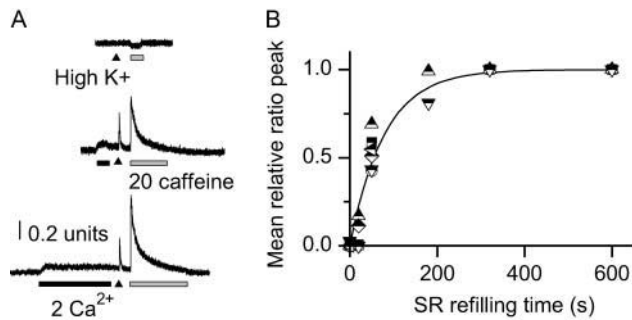 A
High K+
20 caffeine
0.2 units
2 Ca²⁺
B
Mean relative ratio peak
1.0
0.5
0.0
0 200 400 600
SR refilling time (s)